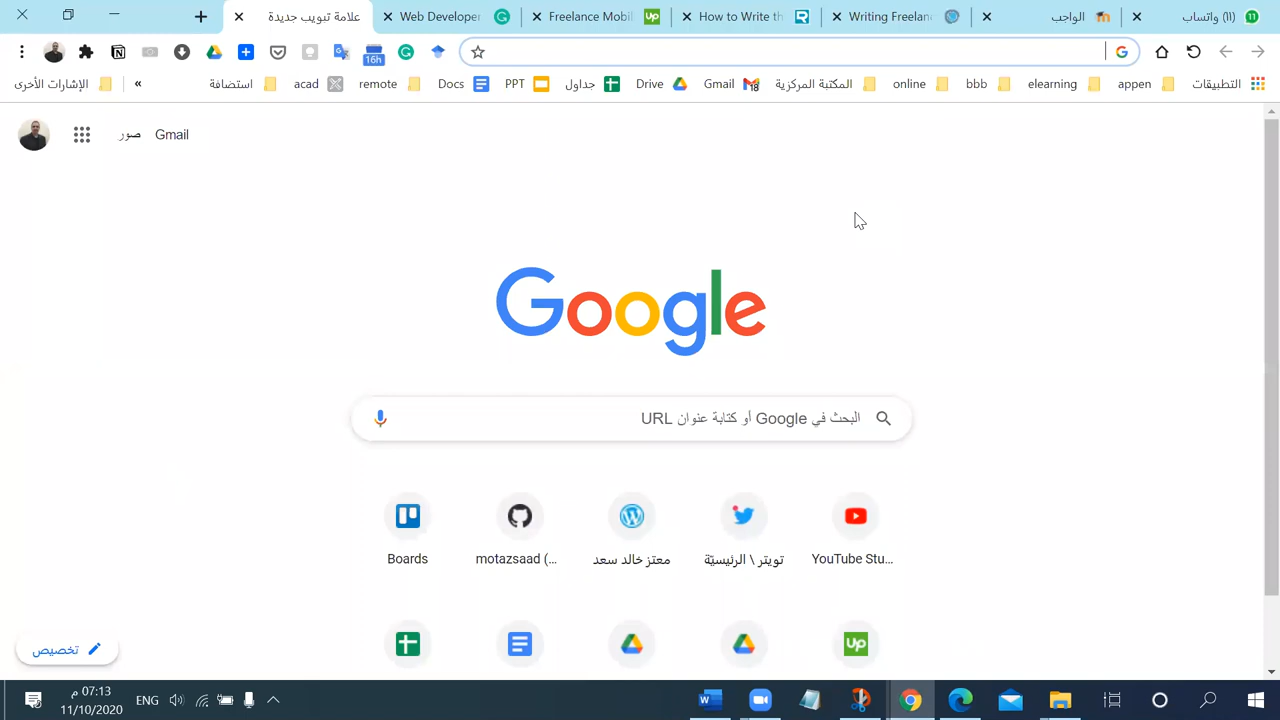 واتساب (11)
الواجب
Writing Freelanc
How to Write th
Freelance Mobil
Web Developer
علامة تبويب جديدة
16h
التطبيقات
appen
elearning
bbb
online
المكتبة المركزية
Gmail
Drive
جداول
PPT
Docs
remote
acad
استضافة
«
الإشارات الأخرى
Gmail
صور
Google
البحث في Google أو كتابة عنوان URL
YouTube Stu...
تويتر \ الرئيسيّة
معتز خالد سعد
motazsaad (...
Boards
تخصيص
ENG
07:13 م
11/10/2020